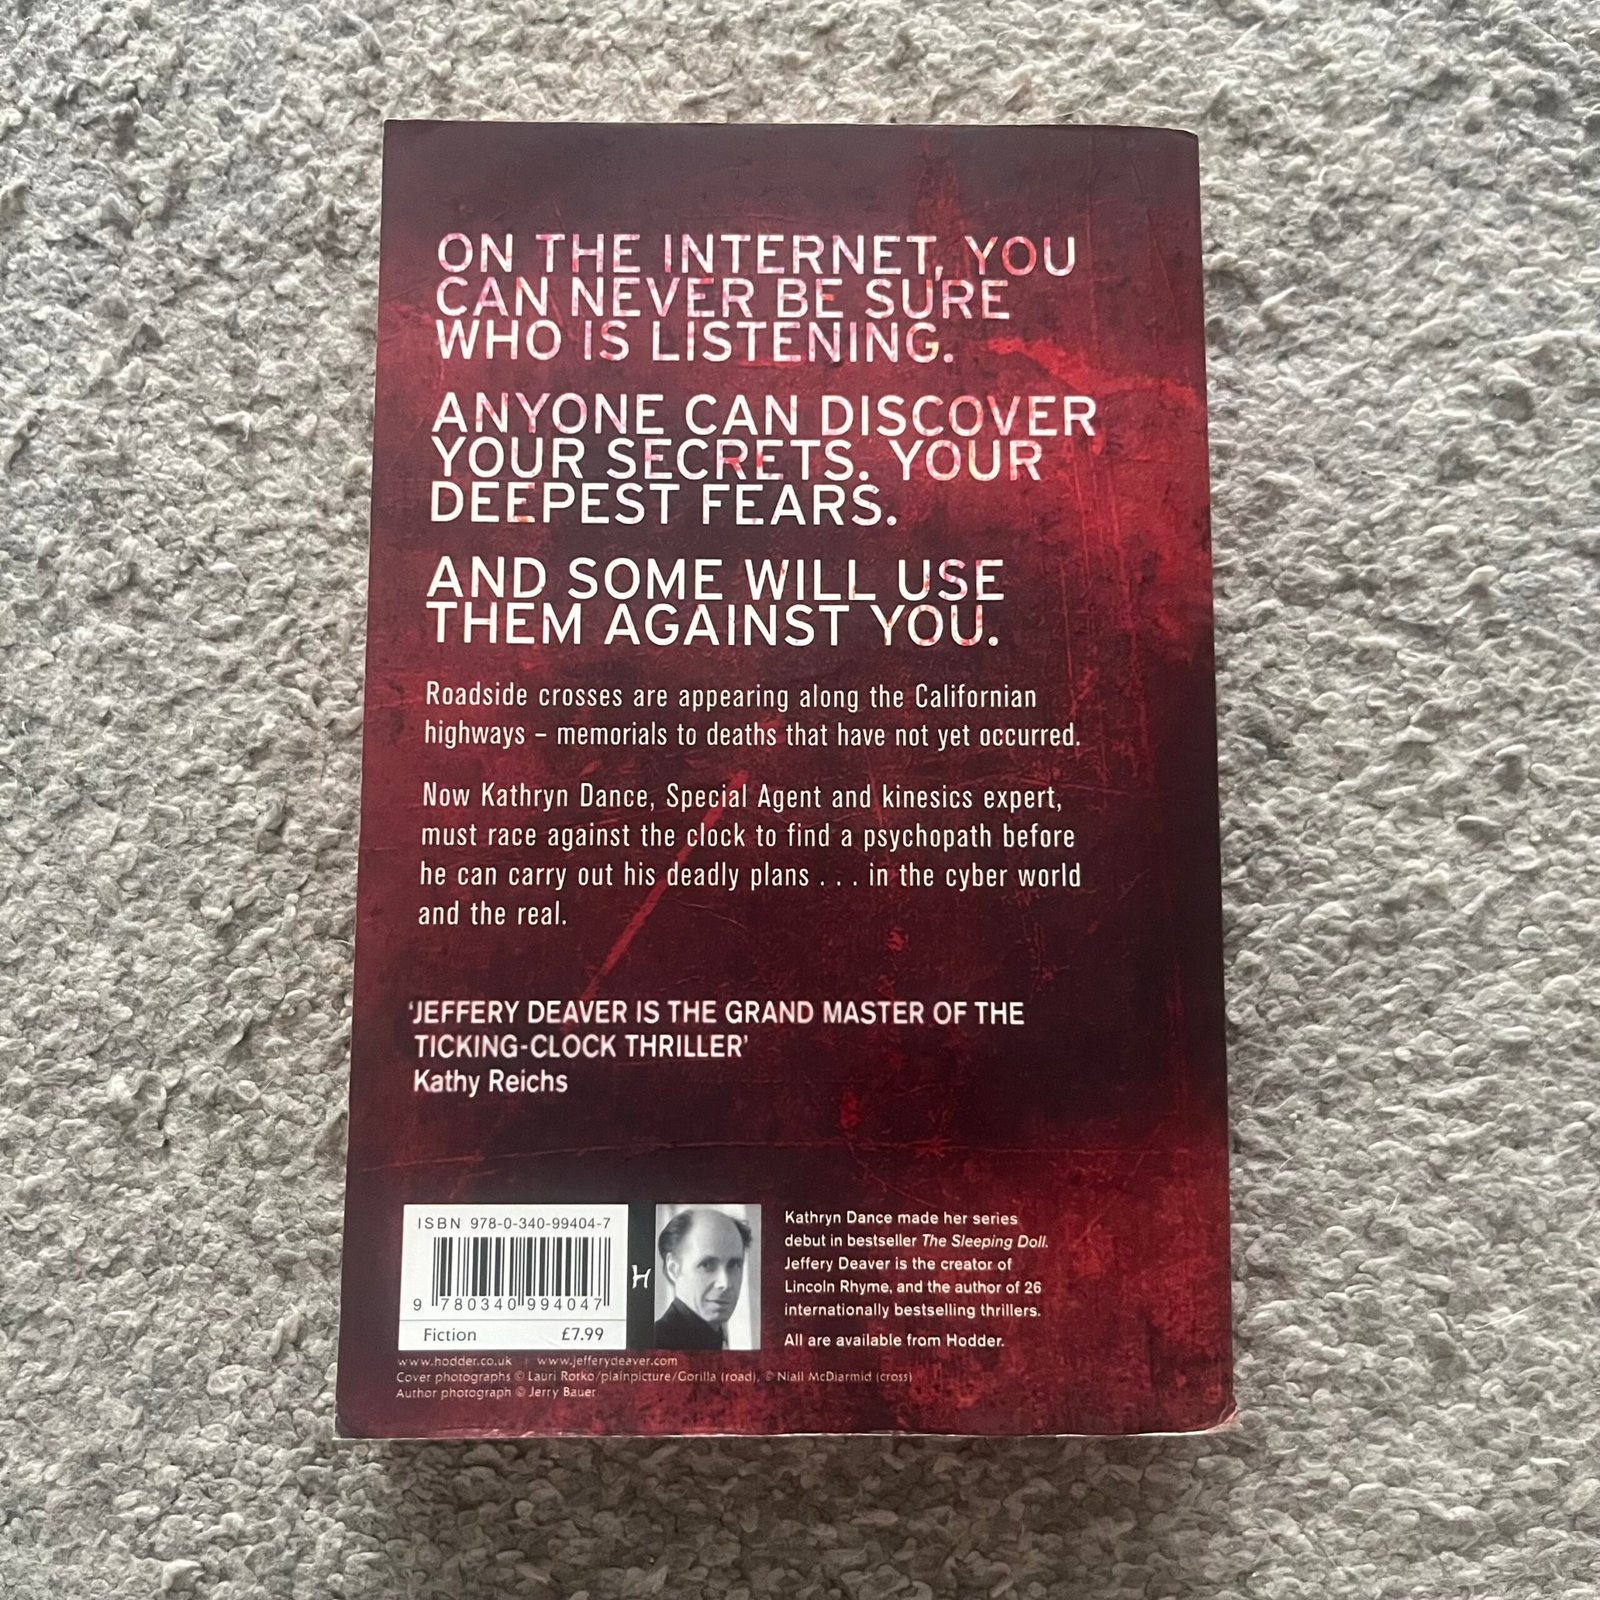 ON THE INTERNET, YOU
CAN NEVER BE SURE
WHO IS LISTENING.
ANYONE CAN DISCOVER
YOUR SECRETS. YOUR
DEEPEST FEARS.
AND SOME WILL USE
THEM AGAINST YOU.
Roadside crosses are appearing along the Californian
highways – memorials to deaths that have not yet occurred.
Now Kathryn Dance, Special Agent and kinesics expert,
must race against the clock to find a psychopath before
he can carry out his deadly plans . . . in the cyber world
and the real.
‘JEFFERY DEAVER IS THE GRAND MASTER OF THE
TICKING-CLOCK THRILLER’
Kathy Reichs
ISBN 978-0-340-99404-7
9 780340 994047
Fiction £7.99
H
Kathryn Dance made her series
debut in bestseller The Sleeping Doll.
Jeffery Deaver is the creator of
Lincoln Rhyme, and the author of 26
internationally bestselling thrillers.
All are available from Hodder.
www.hodder.co.uk | www.jefferydeaver.com
Cover photographs © Lauri Rotko/plainpicture/Gorilla (road), © Niall McDiarmid (cross)
Author photograph © Jerry Bauer